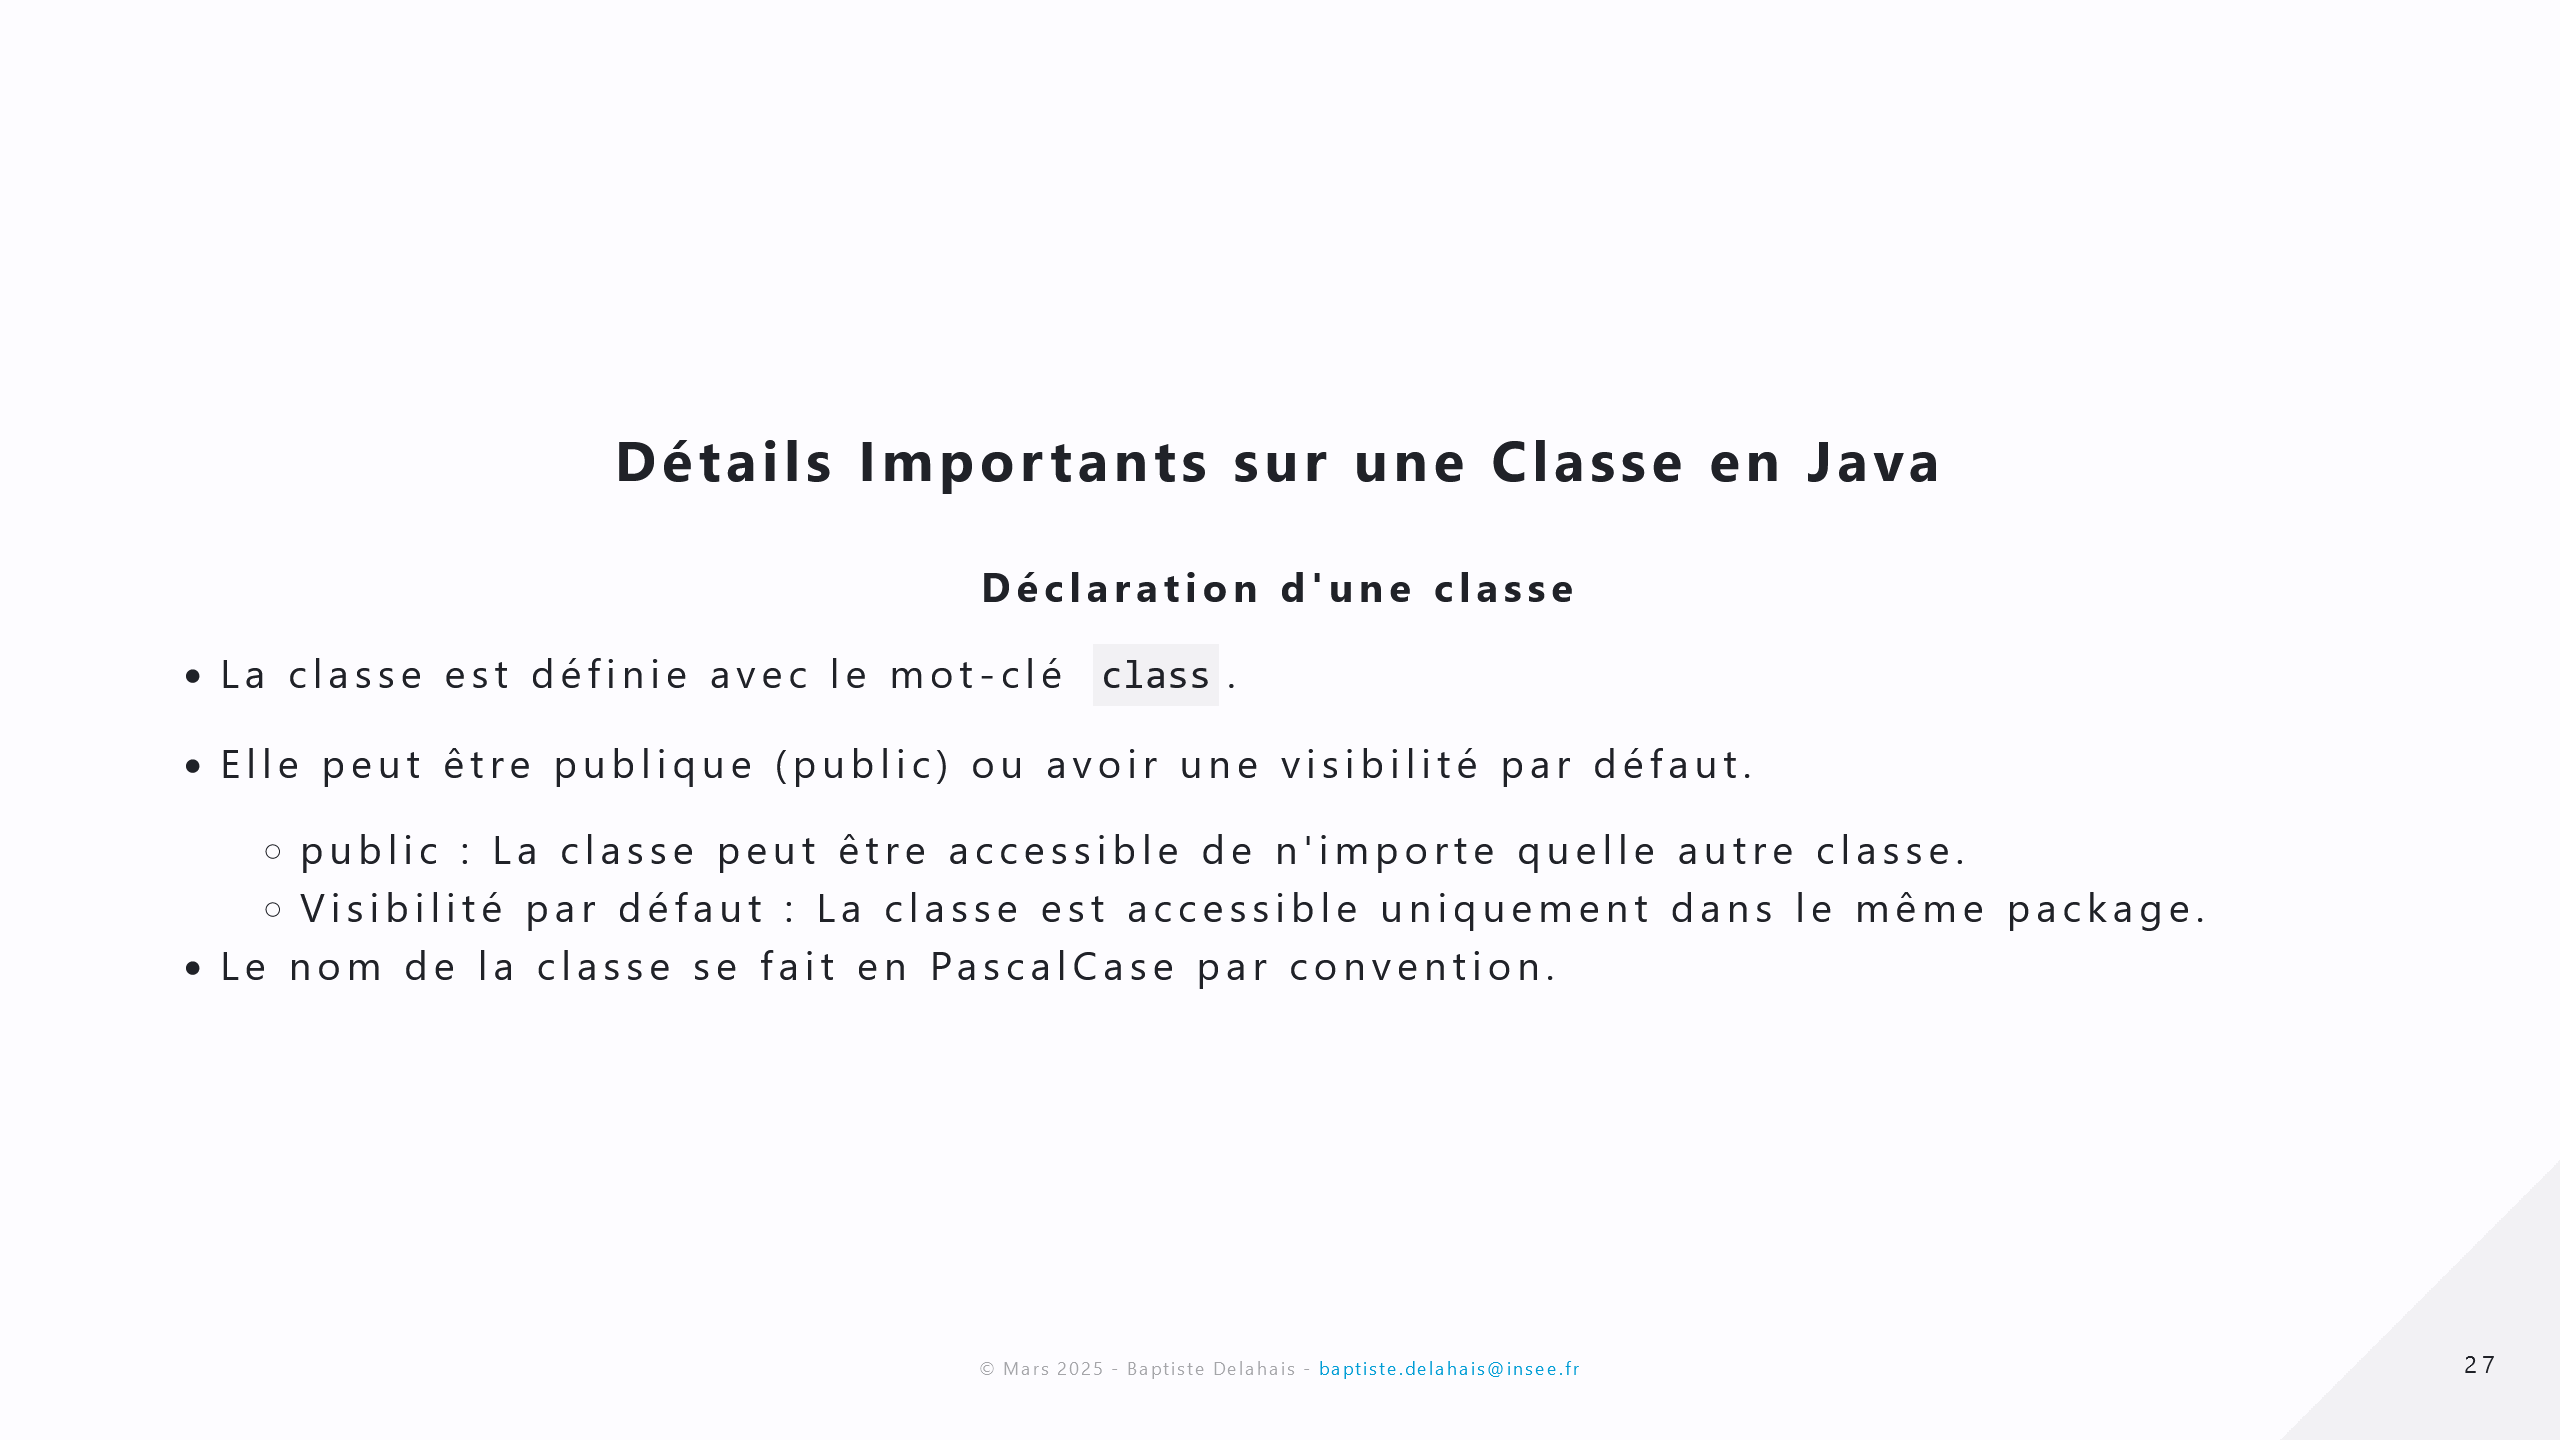 Détails Importants sur une Classe en Java
Déclaration d'une classe
• La classe est définie avec le mot-clé class.
• Elle peut être publique (public) ou avoir une visibilité par défaut.
○ public : La classe peut être accessible de n'importe quelle autre classe.
○ Visibilité par défaut : La classe est accessible uniquement dans le même package.
• Le nom de la classe se fait en PascalCase par convention.
© Mars 2025 - Baptiste Delahais - baptiste.delahais@insee.fr
27